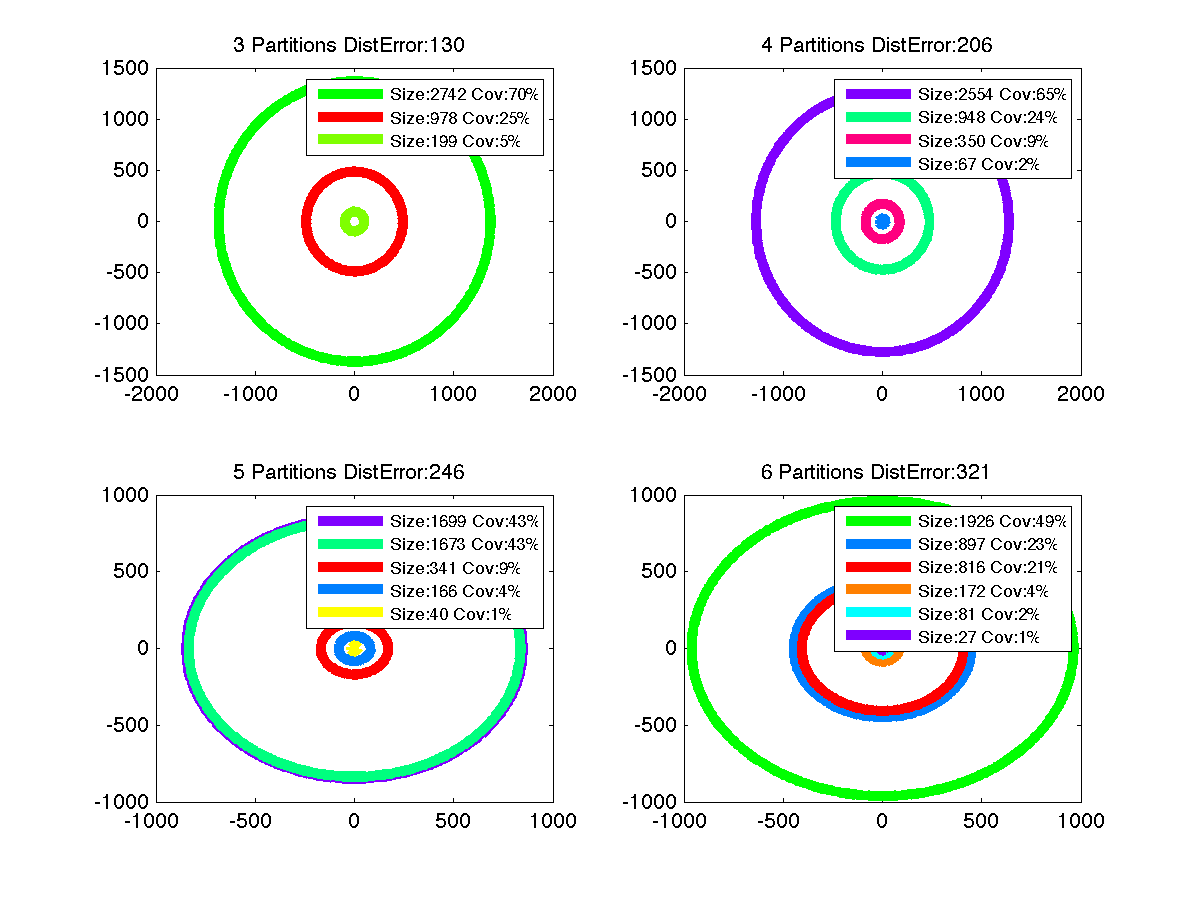 3 Partitions DistError:130
1500
1000
500
0
-500
-1000
-1500
-2000 -1000 0 1000 2000
Size:2742 Cov:70%
Size:978 Cov:25%
Size:199 Cov:5%
4 Partitions DistError:206
1500
1000
500
0
-500
-1000
-1500
-2000 -1000 0 1000 2000
Size:2554 Cov:65%
Size:948 Cov:24%
Size:350 Cov:9%
Size:67 Cov:2%
5 Partitions DistError:246
1000
500
0
-500
-1000
-1000 -500 0 500 1000
Size:1699 Cov:43%
Size:1673 Cov:43%
Size:341 Cov:9%
Size:166 Cov:4%
Size:40 Cov:1%
6 Partitions DistError:321
1000
500
0
-500
-1000
-1000 -500 0 500 1000
Size:1926 Cov:49%
Size:897 Cov:23%
Size:816 Cov:21%
Size:172 Cov:4%
Size:81 Cov:2%
Size:27 Cov:1%